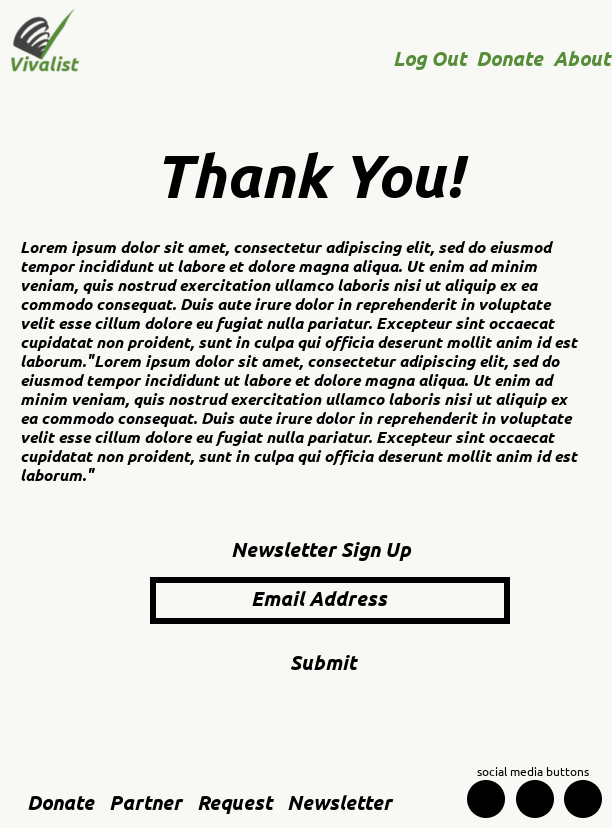 Vivalist
Log Out Donate About
Thank You!
Lorem ipsum dolor sit amet, consectetur adipiscing elit, sed do eiusmod
tempor incididunt ut labore et dolore magna aliqua. Ut enim ad minim
veniam, quis nostrud exercitation ullamco laboris nisi ut aliquip ex ea
commodo consequat. Duis aute irure dolor in reprehenderit in voluptate
velit esse cillum dolore eu fugiat nulla pariatur. Excepteur sint occaecat
cupidatat non proident, sunt in culpa qui officia deserunt mollit anim id est
laborum."Lorem ipsum dolor sit amet, consectetur adipiscing elit, sed do
eiusmod tempor incididunt ut labore et dolore magna aliqua. Ut enim ad
minim veniam, quis nostrud exercitation ullamco laboris nisi ut aliquip ex
ea commodo consequat. Duis aute irure dolor in reprehenderit in voluptate
velit esse cillum dolore eu fugiat nulla pariatur. Excepteur sint occaecat
cupidatat non proident, sunt in culpa qui officia deserunt mollit anim id est
laborum."
Newsletter Sign Up
Email Address
Submit
social media buttons
Donate Partner Request Newsletter